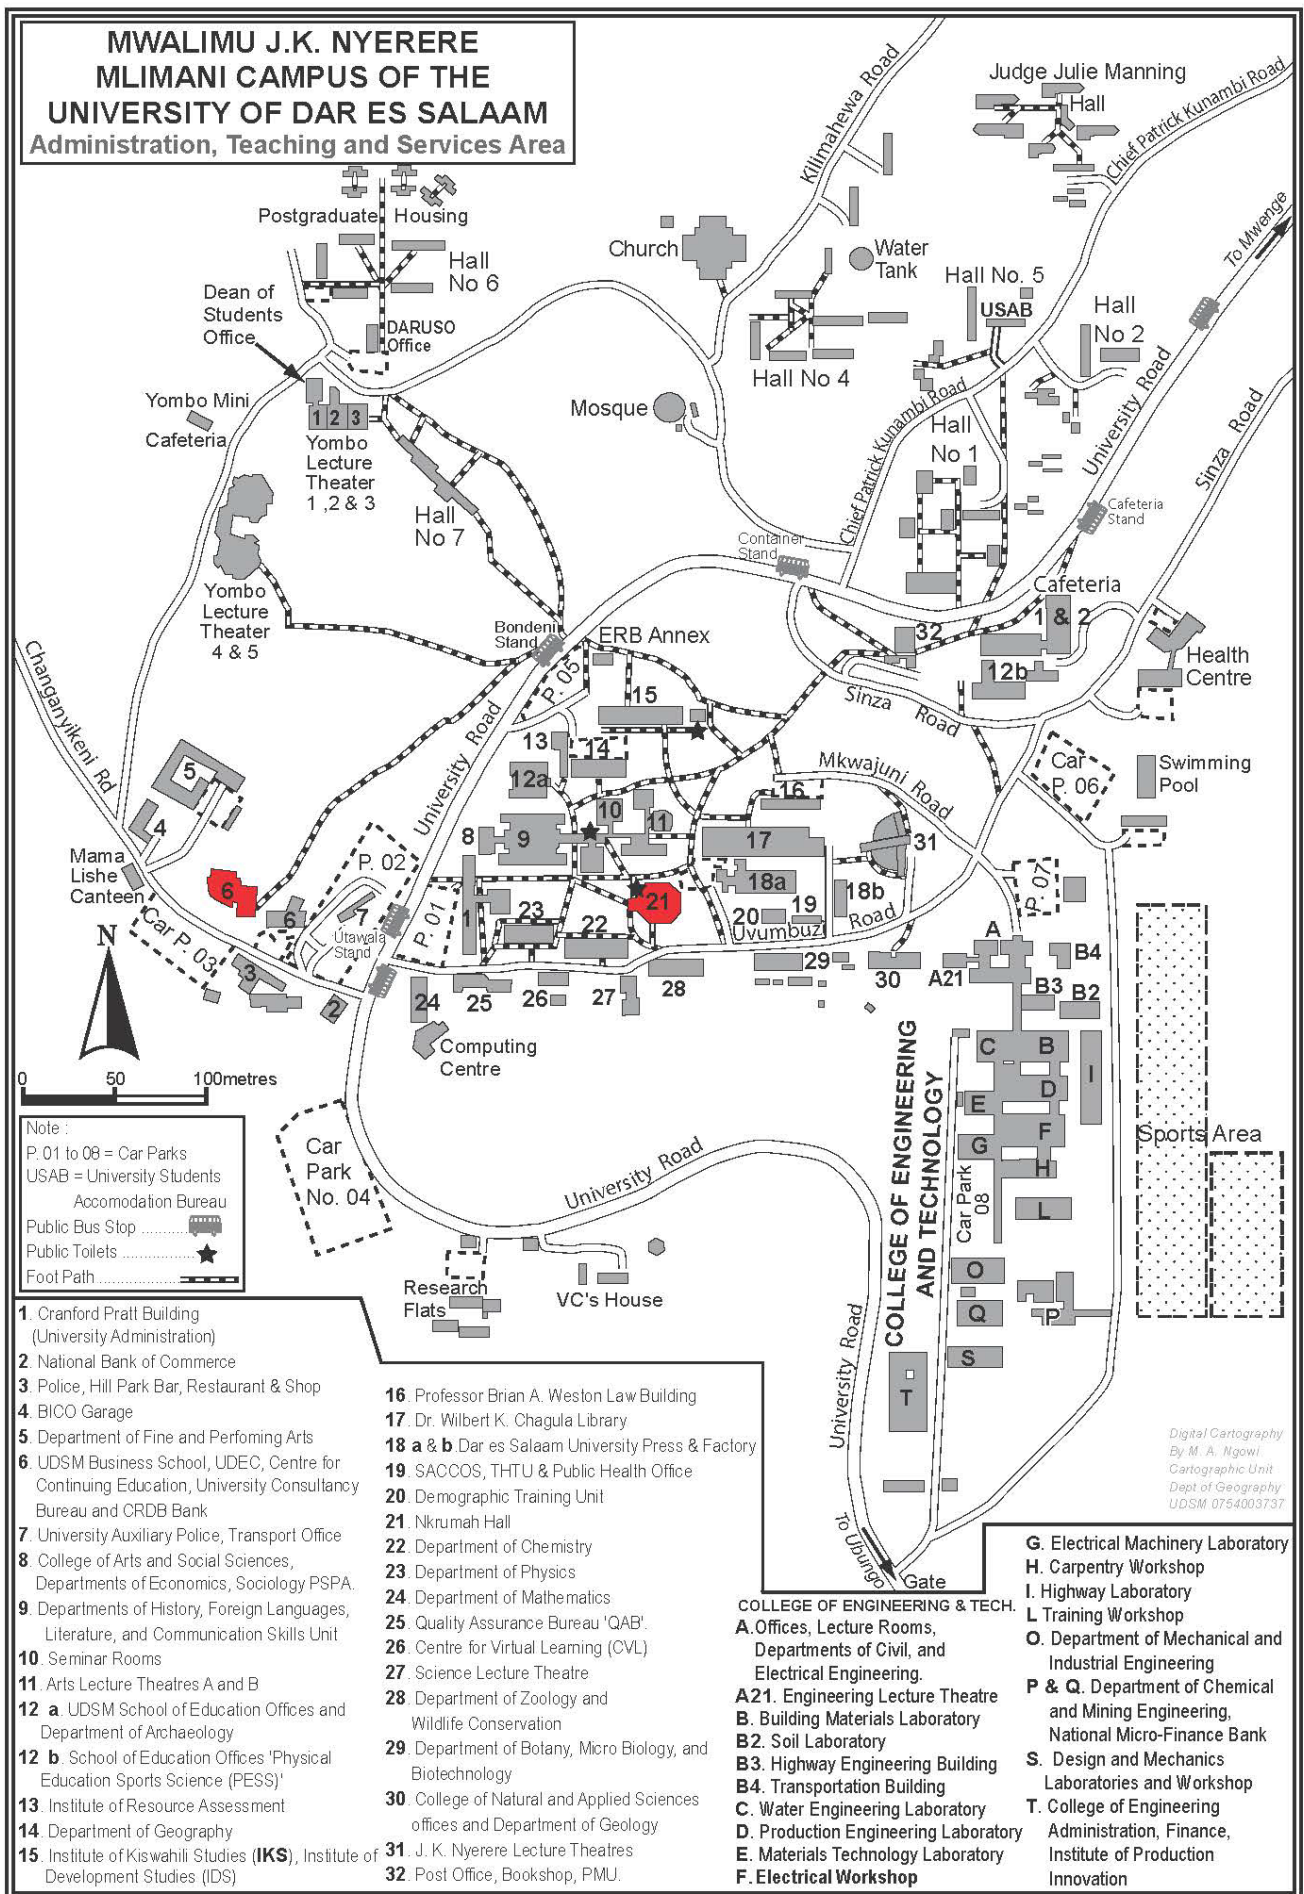 MWALIMU J.K. NYERERE
MLIMANI CAMPUS OF THE
UNIVERSITY OF DAR ES SALAAM
Administration, Teaching and Services Area
Judge Julie Manning
Hall
Chief Patrick Kunambi Road
Kilimahewa Road
To Mwenge
Postgraduate Housing
Hall
No 6
Church
Water
Tank
Hall No. 5
USAB
Hall
No 2
Dean of
Students
Office
DARUSO
Office
Hall No 4
University Road
Sinza Road
Yombo Mini
Cafeteria
1 2 3
Yombo
Lecture
Theater
1 ,2 & 3
Mosque
Chief Patrick Kunambi Road
Hall
No 1
Hall
No 7
Cafeteria
Stand
Container
Stand
Yombo
Lecture
Theater
4 & 5
Cafeteria
1 & 2
Bondeni
Stand
ERB Annex
32
12b
Health
Centre
Changanyikeni Rd
P. 05
15
Sinza Road
University Road
13
14
12a
Mkwajuni Road
Car
P. 06
Swimming
Pool
5
4
16
10
11
8
9
17
31
Mama
Lishe
Canteen
P. 02
6
18a
18b
P. 07
Car P. 03
6
7
Utawala
Stand
P. 01
1
23
22
21
20
19
Uvumbuzi Road
A
B4
N
3
2
24
25
26
27
28
29
30
A21
B3
B2
Computing
Centre
0 50 100metres
C
B
I
D
E
F
G
H
L
O
Q
P
S
T
COLLEGE OF ENGINEERING
AND TECHNOLOGY
Car Park
08
Sports Area
Note :
P. 01 to 08 = Car Parks
USAB = University Students
Accomodation Bureau
Public Bus Stop
Public Toilets
Foot Path
Car
Park
No. 04
University Road
Research
Flats
VC's House
University Road
To Ubungo
Gate
Digital Cartography
By M. A. Ngowi
Cartographic Unit
Dept of Geography
UDSM 0754003737
1. Cranford Pratt Building
(University Administration)
2. National Bank of Commerce
3. Police, Hill Park Bar, Restaurant & Shop
4. BICO Garage
5. Department of Fine and Perfoming Arts
6. UDSM Business School, UDEC, Centre for
Continuing Education, University Consultancy
Bureau and CRDB Bank
7. University Auxiliary Police, Transport Office
8. College of Arts and Social Sciences,
Departments of Economics, Sociology PSPA.
9. Departments of History, Foreign Languages,
Literature, and Communication Skills Unit
10. Seminar Rooms
11. Arts Lecture Theatres A and B
12 a. UDSM School of Education Offices and
Department of Archaeology
12 b. School of Education Offices 'Physical
Education Sports Science (PESS)'
13. Institute of Resource Assessment
14. Department of Geography
15. Institute of Kiswahili Studies (IKS), Institute of
Development Studies (IDS)
16. Professor Brian A. Weston Law Building
17. Dr. Wilbert K. Chagula Library
18 a & b. Dar es Salaam University Press & Factory
19. SACCOS, THTU & Public Health Office
20. Demographic Training Unit
21. Nkrumah Hall
22. Department of Chemistry
23. Department of Physics
24. Department of Mathematics
25. Quality Assurance Bureau 'QAB'.
26. Centre for Virtual Learning (CVL)
27. Science Lecture Theatre
28. Department of Zoology and
Wildlife Conservation
29. Department of Botany, Micro Biology, and
Biotechnology
30. College of Natural and Applied Sciences
offices and Department of Geology
31. J. K. Nyerere Lecture Theatres
32. Post Office, Bookshop, PMU.
COLLEGE OF ENGINEERING & TECH.
A. Offices, Lecture Rooms,
Departments of Civil, and
Electrical Engineering.
A21. Engineering Lecture Theatre
B. Building Materials Laboratory
B2. Soil Laboratory
B3. Highway Engineering Building
B4. Transportation Building
C. Water Engineering Laboratory
D. Production Engineering Laboratory
E. Materials Technology Laboratory
F. Electrical Workshop
G. Electrical Machinery Laboratory
H. Carpentry Workshop
I. Highway Laboratory
L Training Workshop
O. Department of Mechanical and
Industrial Engineering
P & Q. Department of Chemical
and Mining Engineering,
National Micro-Finance Bank
S. Design and Mechanics
Laboratories and Workshop
T. College of Engineering
Administration, Finance,
Institute of Production
Innovation